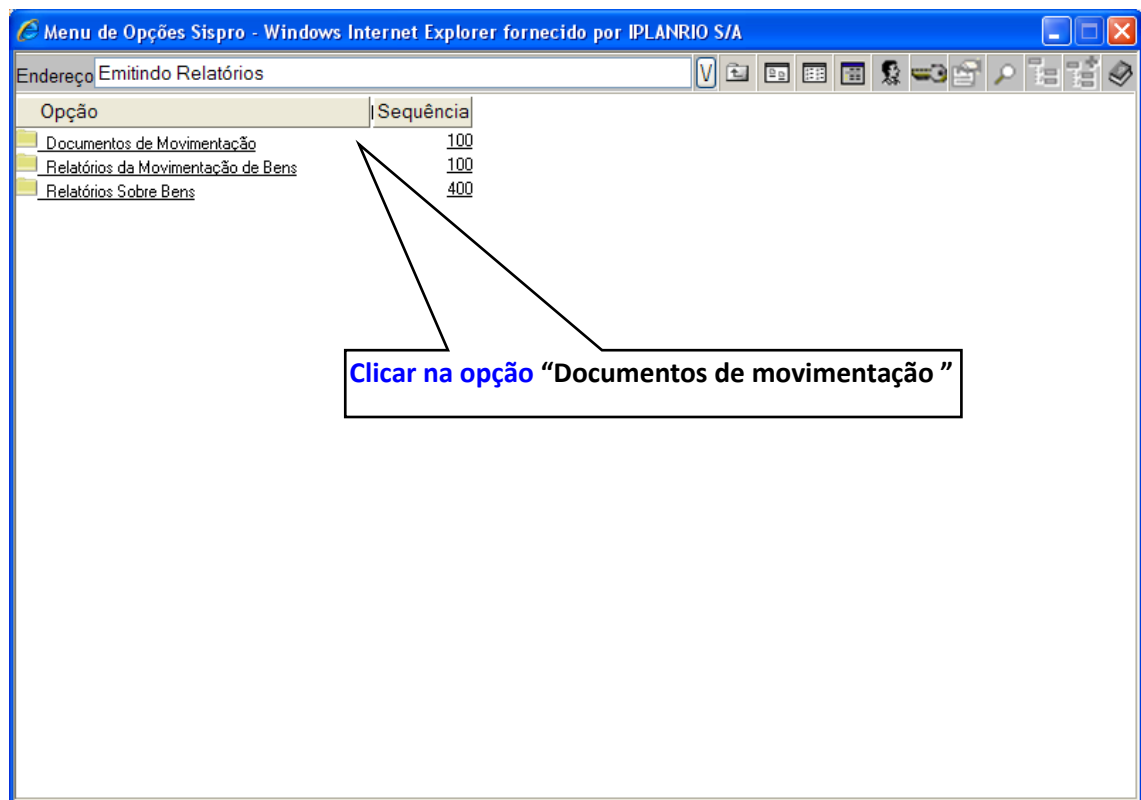 Menu de Opções Sispro - Windows Internet Explorer fornecido por IPLANRIO S/A
Endereço Emitindo Relatórios V
Opção Sequência
Documentos de Movimentação 100
Relatórios da Movimentação de Bens 100
Relatórios Sobre Bens 400
Clicar na opção “Documentos de movimentação ”